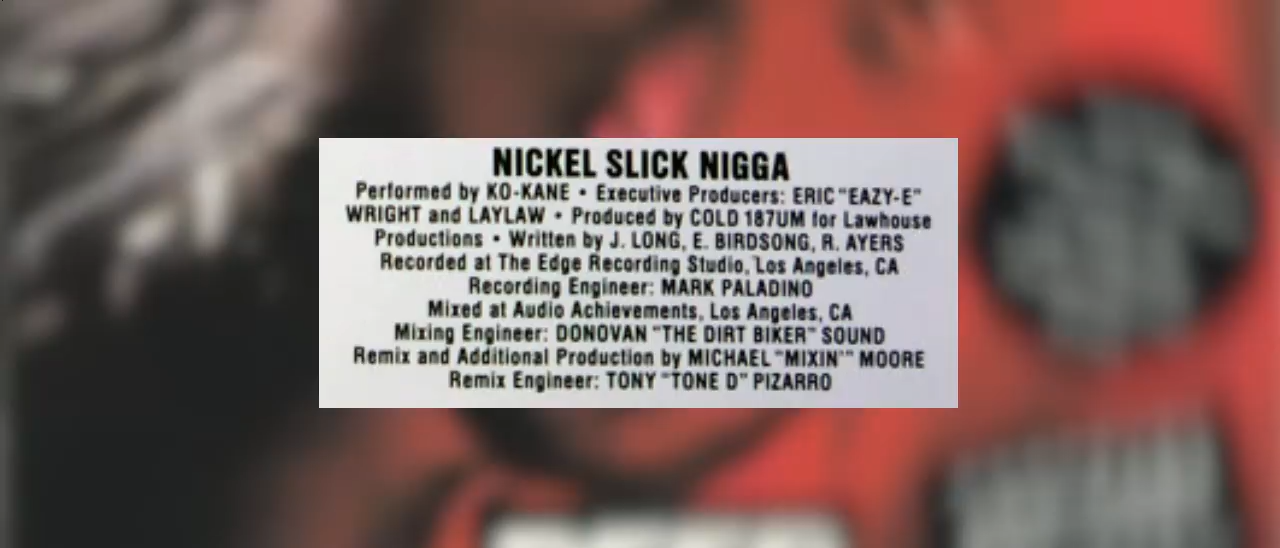 NICKEL SLICK NIGGA
Performed by KO-KANE • Executive Producers: ERIC "EAZY-E"
WRIGHT and LAYLAW • Produced by COLD 187UM for Lawhouse
Productions • Written by J. LONG, E. BIRDSONG, R. AYERS
Recorded at The Edge Recording Studio, Los Angeles, CA
Recording Engineer: MARK PALADINO
Mixed at Audio Achievements, Los Angeles, CA
Mixing Engineer: DONOVAN "THE DIRT BIKER" SOUND
Remix and Additional Production by MICHAEL "MIXIN'" MOORE
Remix Engineer: TONY "TONE D" PIZARRO